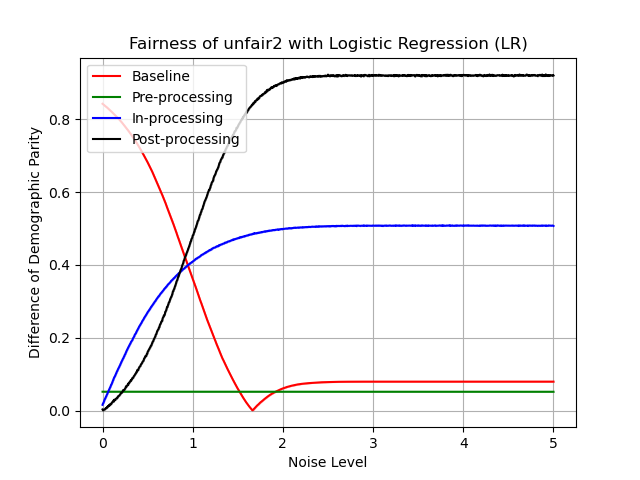 Fairness of unfair2 with Logistic Regression (LR)
Baseline
Pre-processing
In-processing
Post-processing
Difference of Demographic Parity
0.8
0.6
0.4
0.2
0.0
0 1 2 3 4 5
Noise Level